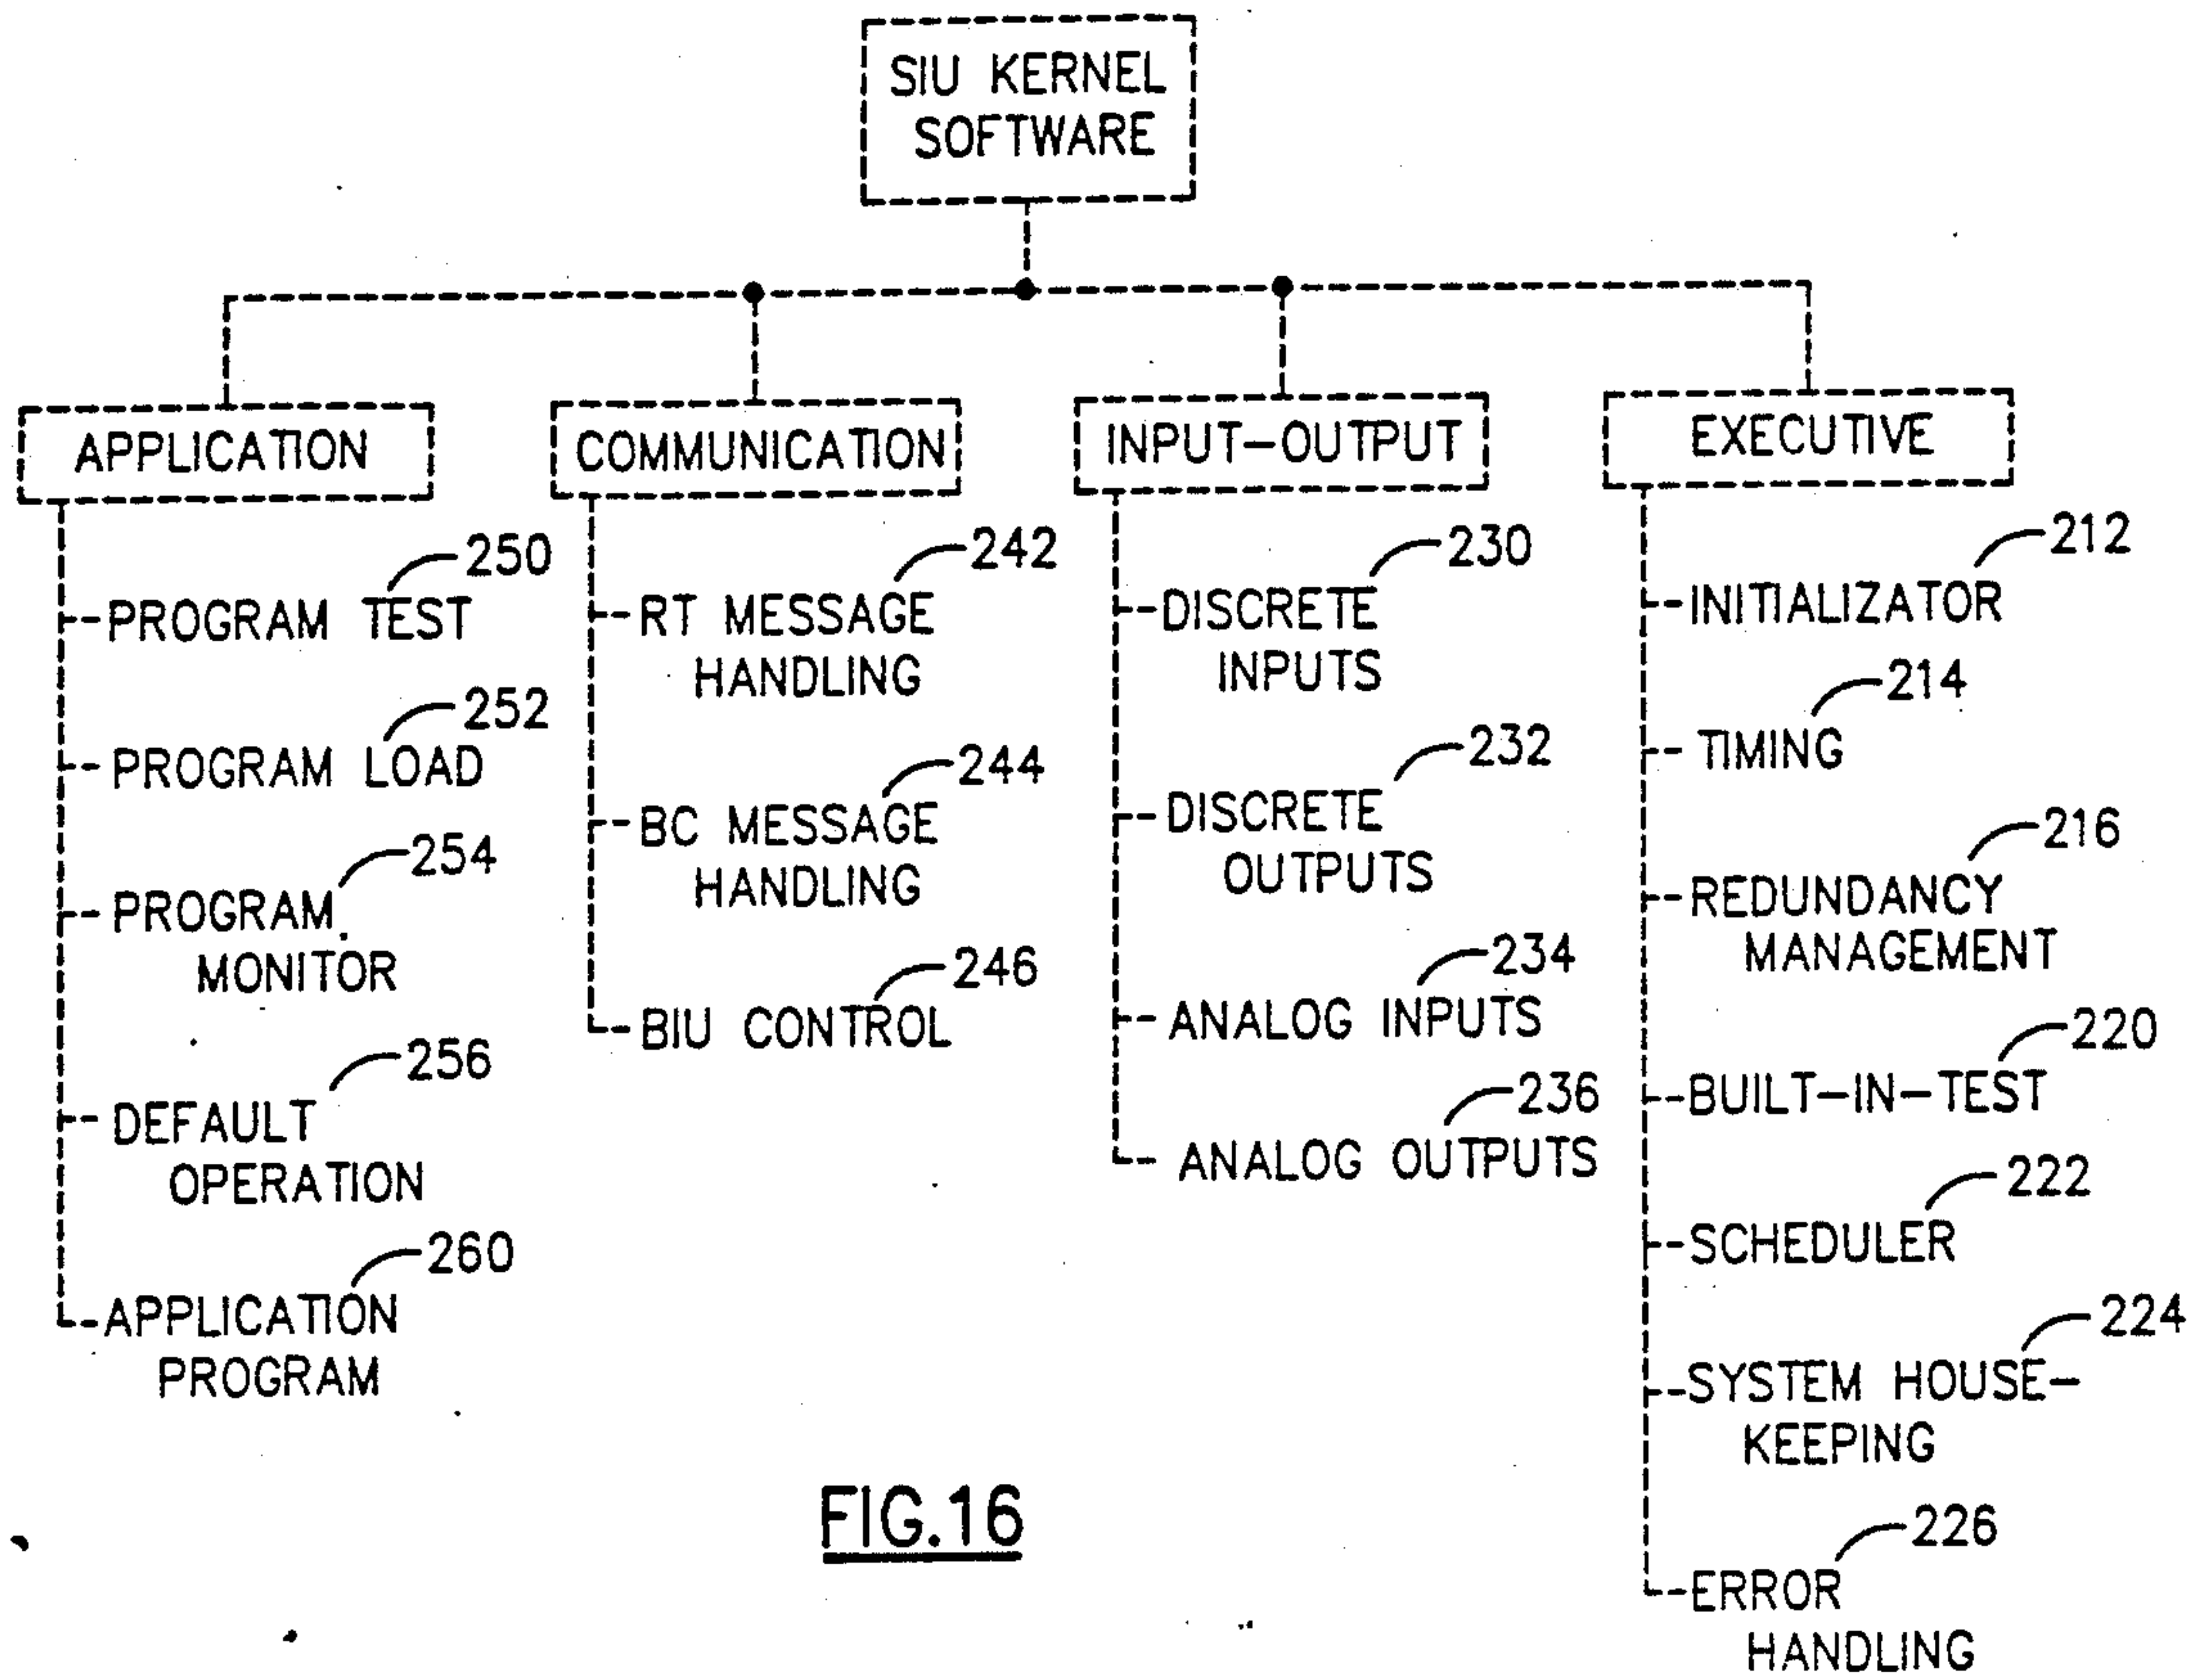 SIU KERNEL
SOFTWARE
APPLICATION
250
PROGRAM TEST
252
PROGRAM LOAD
254
PROGRAM
MONITOR
256
DEFAULT
OPERATION
260
APPLICATION
PROGRAM
COMMUNICATION
242
RT MESSAGE
HANDLING
244
BC MESSAGE
HANDLING
246
BIU CONTROL
INPUT-OUTPUT
230
DISCRETE
INPUTS
232
DISCRETE
OUTPUTS
234
ANALOG INPUTS
236
ANALOG OUTPUTS
EXECUTIVE
212
INITIALIZATOR
214
TIMING
216
REDUNDANCY
MANAGEMENT
220
BUILT-IN-TEST
222
SCHEDULER
224
SYSTEM HOUSE-
KEEPING
226
ERROR
HANDLING
FIG.16